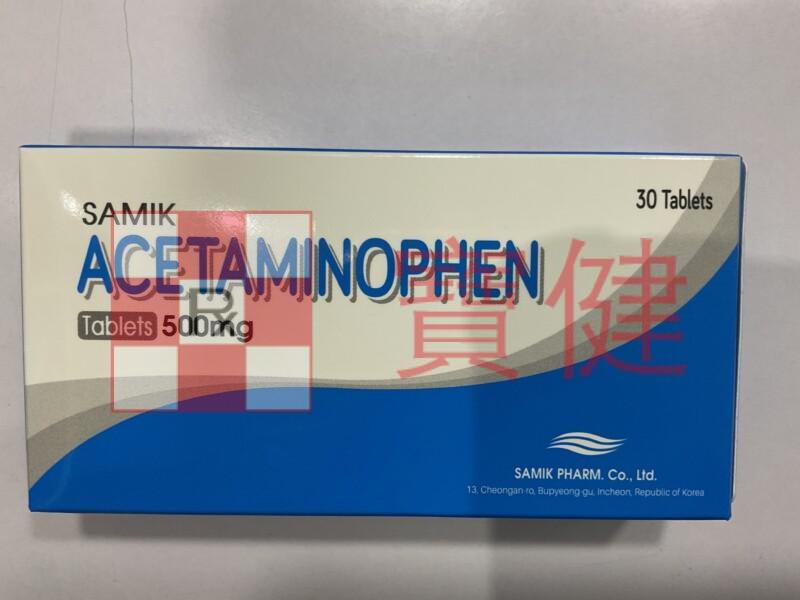 SAMIK
30 Tablets
ACETAMINOPHEN
Tablets 500mg
R
寶健
SAMIK PHARM. Co., Ltd.
13, Cheongan-ro, Bupyeong-gu, Incheon, Republic of Korea